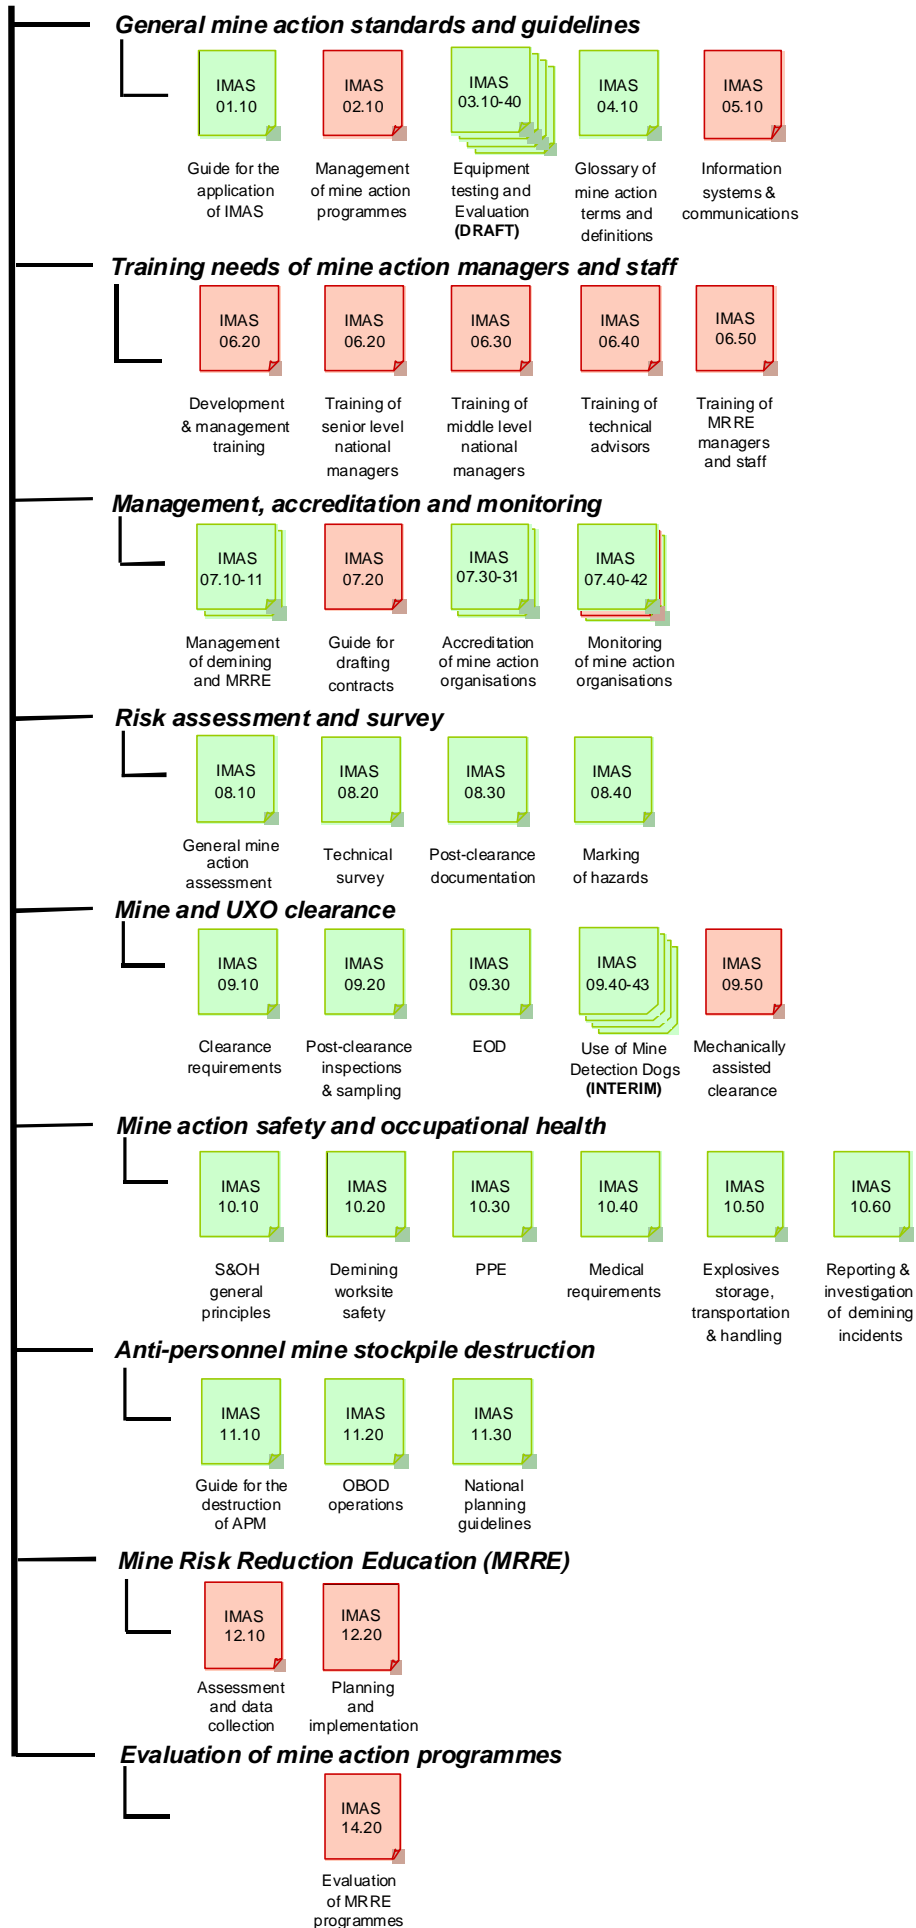 General mine action standards and guidelines
IMAS
01.10
IMAS
02.10
IMAS
03.10-40
IMAS
04.10
IMAS
05.10
Guide for the
application
of IMAS
Management
of mine action
programmes
Equipment
testing and
Evaluation
(DRAFT)
Glossary of
mine action
terms and
definitions
Information
systems &
communications
Training needs of mine action managers and staff
IMAS
06.20
IMAS
06.20
IMAS
06.30
IMAS
06.40
IMAS
06.50
Development
& management
training
Training of
senior level
national
managers
Training of
middle level
national
managers
Training of
technical
advisors
Training of
MRRE
managers
and staff
Management, accreditation and monitoring
IMAS
07.10-11
IMAS
07.20
IMAS
07.30-31
IMAS
07.40-42
Management
of demining
and MRRE
Guide for
drafting
contracts
Accreditation
of mine action
organisations
Monitoring
of mine action
organisations
Risk assessment and survey
IMAS
08.10
IMAS
08.20
IMAS
08.30
IMAS
08.40
General mine
action
assessment
Technical
survey
Post-clearance
documentation
Marking
of hazards
Mine and UXO clearance
IMAS
09.10
IMAS
09.20
IMAS
09.30
IMAS
09.40-43
IMAS
09.50
Clearance
requirements
Post-clearance
inspections
& sampling
EOD
Use of Mine
Detection Dogs
(INTERIM)
Mechanically
assisted
clearance
Mine action safety and occupational health
IMAS
10.10
IMAS
10.20
IMAS
10.30
IMAS
10.40
IMAS
10.50
IMAS
10.60
S&OH
general
principles
Demining
worksite
safety
PPE
Medical
requirements
Explosives
storage,
transportation
& handling
Reporting &
investigation
of demining
incidents
Anti-personnel mine stockpile destruction
IMAS
11.10
IMAS
11.20
IMAS
11.30
Guide for the
destruction
of APM
OBOD
operations
National
planning
guidelines
Mine Risk Reduction Education (MRRE)
IMAS
12.10
IMAS
12.20
Assessment
and data
collection
Planning
and
implementation
Evaluation of mine action programmes
IMAS
14.20
Evaluation
of MRRE
programmes